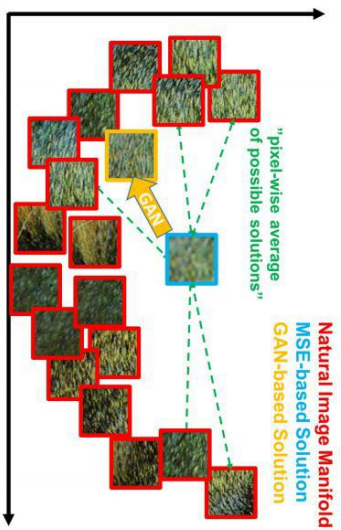 Natural Image Manifold
MSE-based Solution
GAN-based Solution
"pixel-wise average
of possible solutions"
GAN